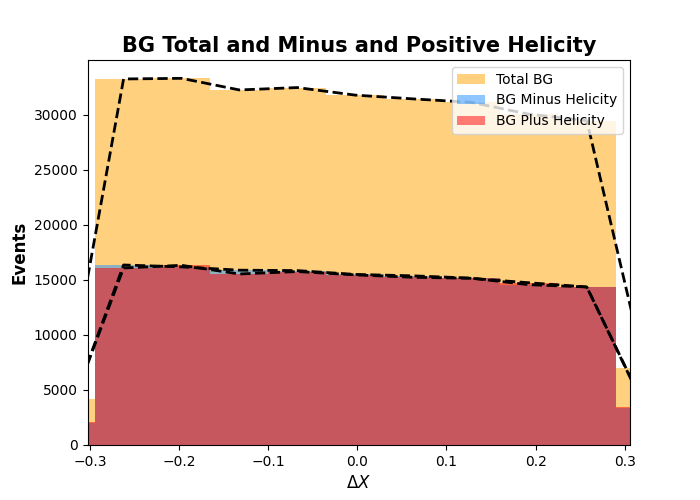 BG Total and Minus and Positive Helicity
Total BG
BG Minus Helicity
BG Plus Helicity
Events
30000
25000
20000
15000
10000
5000
0
−0.3 −0.2 −0.1 0.0 0.1 0.2 0.3
ΔX